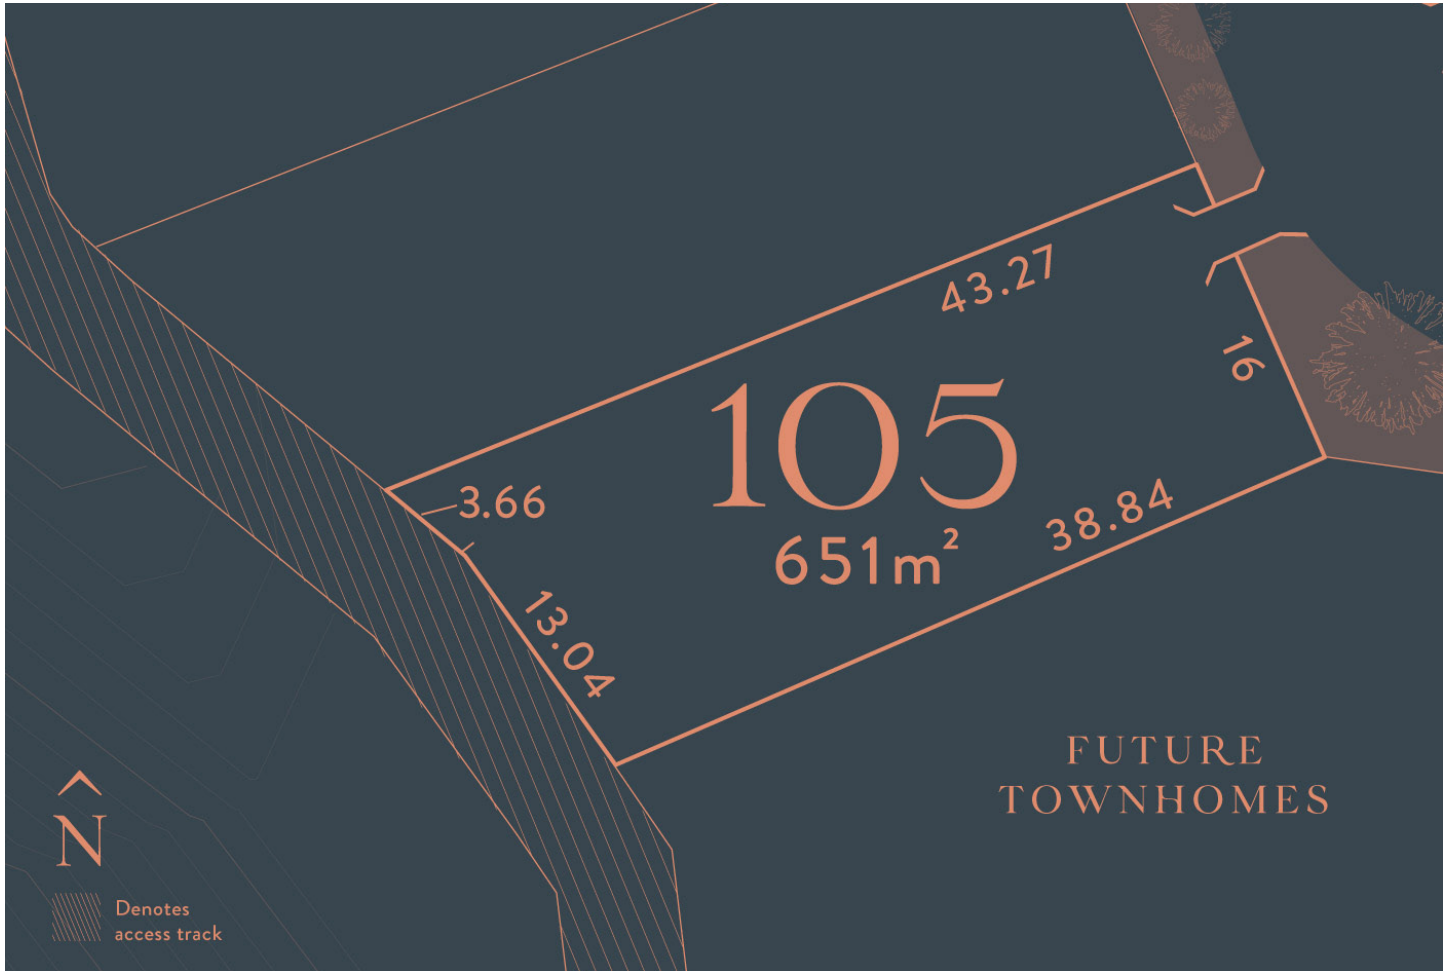 43.27
16
105
3.66
651m²
38.84
13.04
FUTURE
TOWNHOMES
N
Denotes
access track